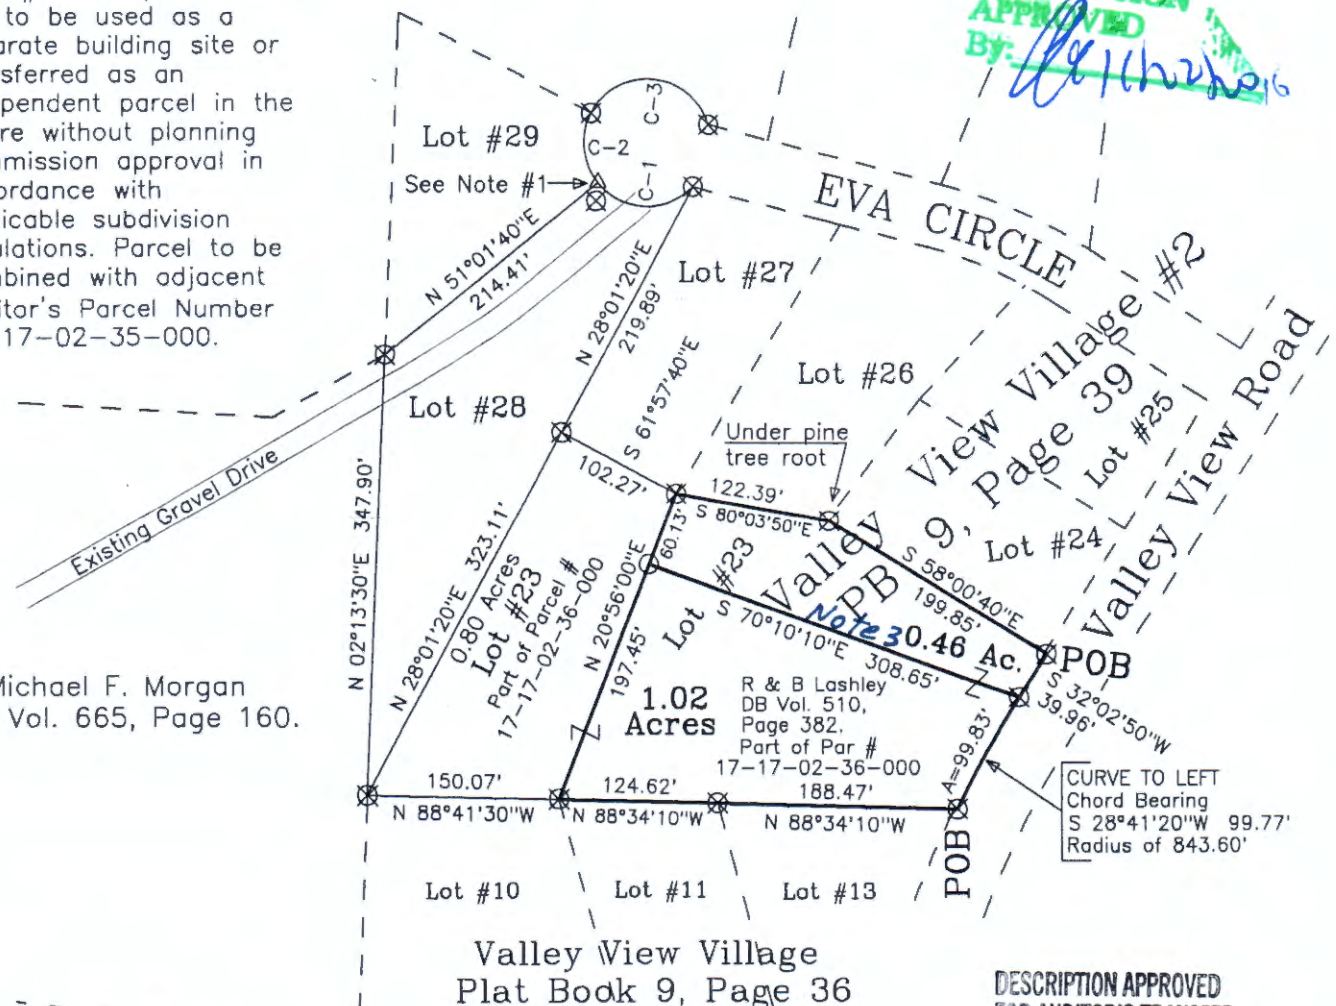 to be used as a
arate building site or
sferred as an
pendent parcel in the
re without planning
mission approval in
ordance with
icable subdivision
ulations. Parcel to be
bined with adjacent
itor's Parcel Number
17-02-35-000.
APPROVED
By:
Lot #29
C-3
C-2
C-1
See Note #1
EVA CIRCLE
N 51°01'40"E
214.41'
N 28°01'20"E
219.89'
Lot #27
S 61°57'40"E
102.27'
Lot #26
Lot #28
Under pine
tree root
Valley View Village #2
PB 9, Page 39
Lot #25
Valley View Road
Existing Gravel Drive
N 02°13'30"E 347.90'
N 28°01'20"E 323.11'
0.80 Acres
Lot #23
Part of Parcel #
17-17-02-36-000
122.39'
S 80°03'50"E
60.13'
N 20°56'00"E
197.45'
Lot #23
S 58°00'40"E
199.85'
Lot #24
Note 3
0.46 Ac.
S 70°10'10"E 308.65'
POB
S 32°02'50"W
39.96'
Michael F. Morgan
Vol. 665, Page 160.
1.02
Acres
R & B Lashley
DB Vol. 510,
Page 382.
Part of Par #
17-17-02-36-000
A=99.83'
CURVE TO LEFT
Chord Bearing
S 28°41'20"W 99.77'
Radius of 843.60'
150.07'
N 88°41'30"W
124.62'
N 88°34'10"W
188.47'
N 88°34'10"W
POB
Lot #10
Lot #11
Lot #13
Valley View Village
Plat Book 9, Page 36
DESCRIPTION APPROVED